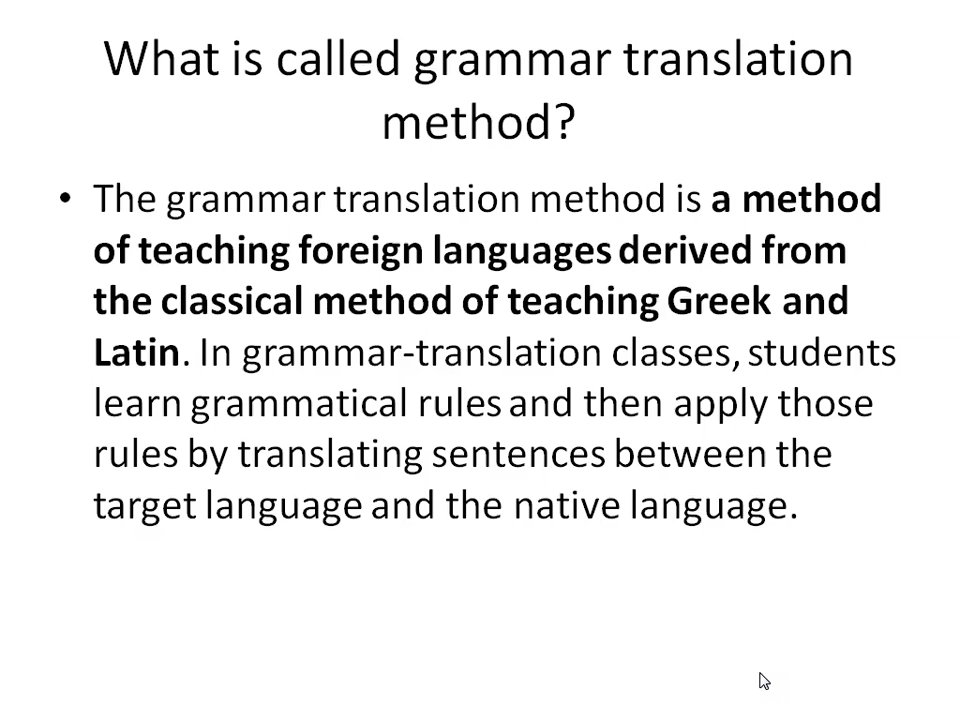 What is called grammar translation
method?
• The grammar translation method is a method
of teaching foreign languages derived from
the classical method of teaching Greek and
Latin. In grammar-translation classes, students
learn grammatical rules and then apply those
rules by translating sentences between the
target language and the native language.